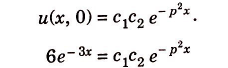 u(x, 0) = c₁c₂ e^{-p²x}.
6e^{-3x} = c₁c₂ e^{-p²x}